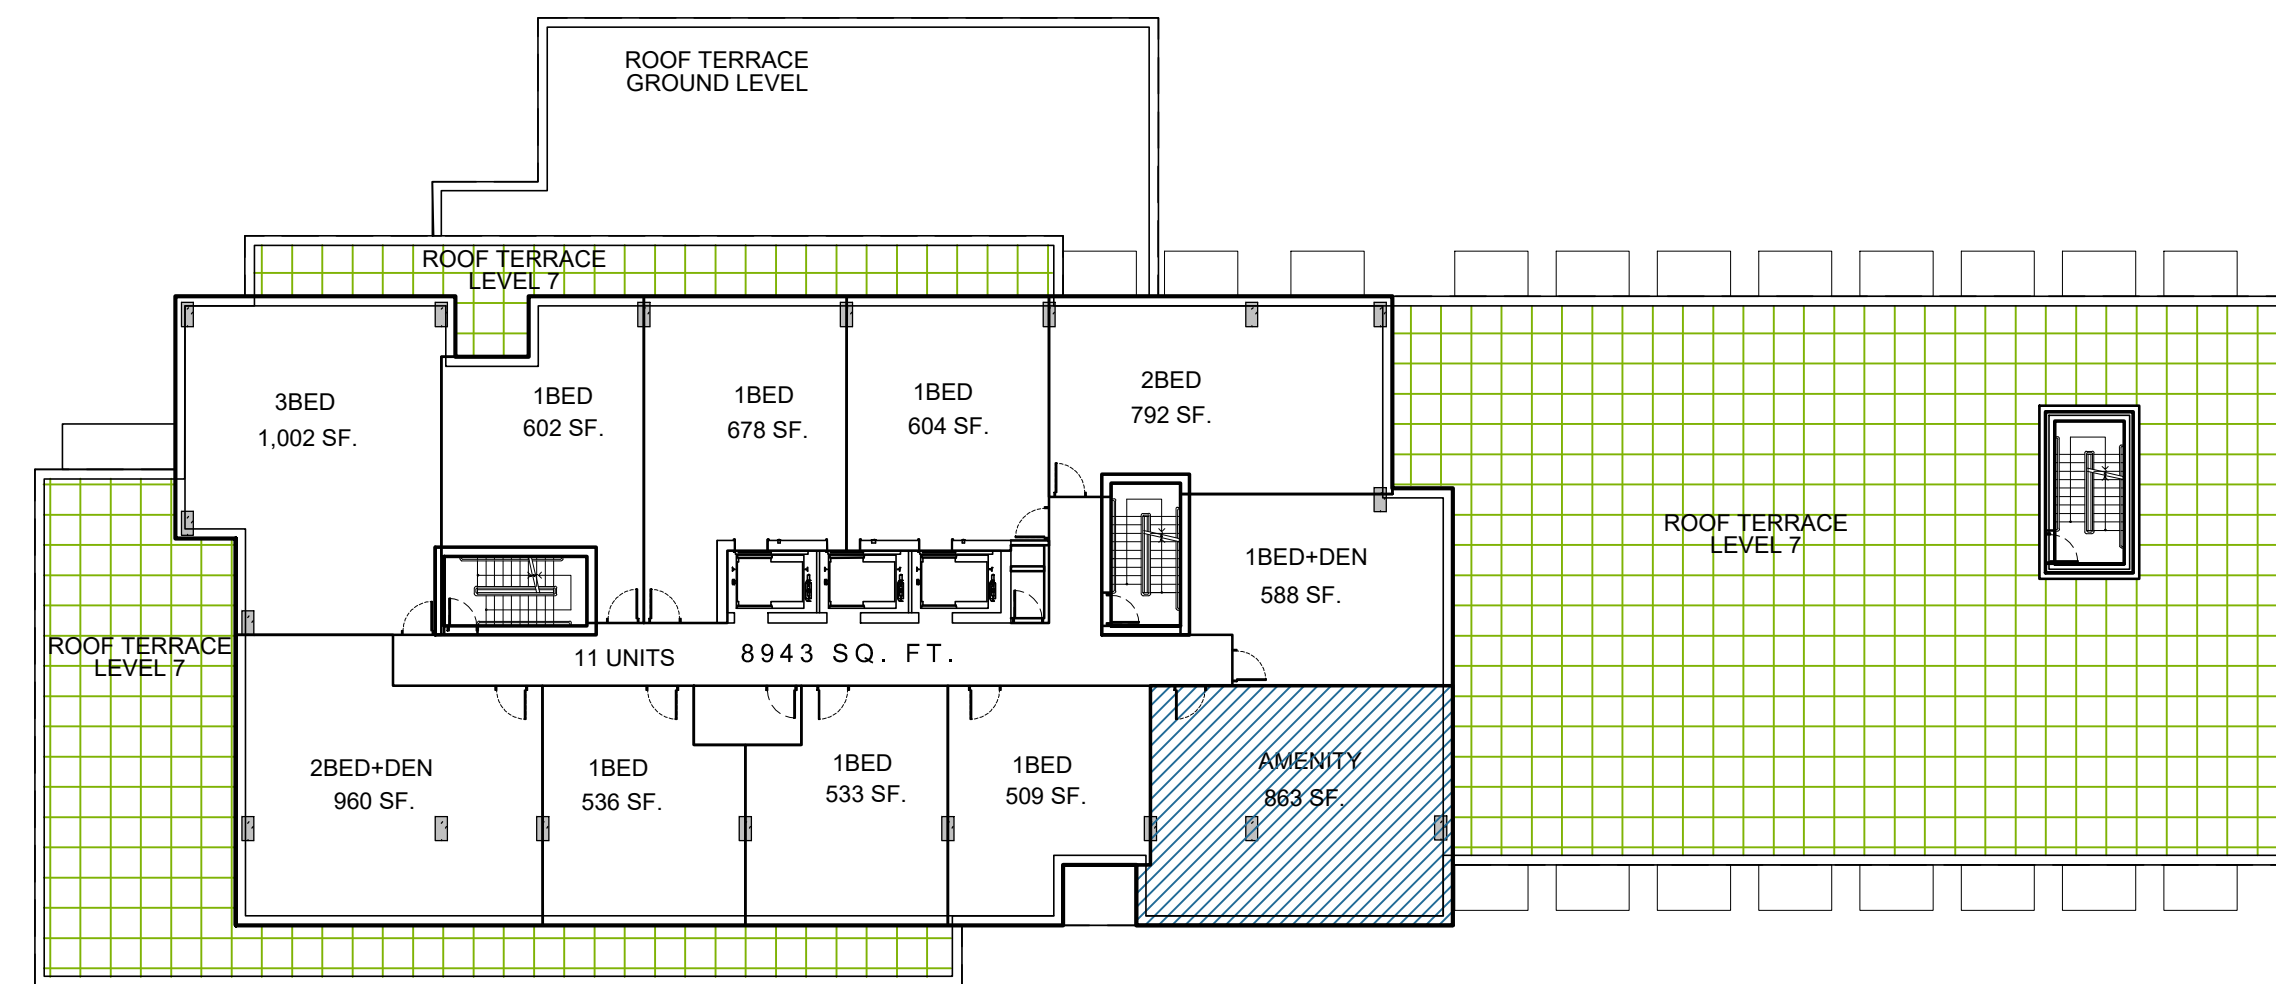 ROOF TERRACE
GROUND LEVEL
ROOF TERRACE
LEVEL 7
3BED
1,002 SF.
1BED
602 SF.
1BED
678 SF.
1BED
604 SF.
2BED
792 SF.
1BED+DEN
588 SF.
ROOF TERRACE
LEVEL 7
ROOF TERRACE
LEVEL 7
11 UNITS
8943 SQ. FT.
2BED+DEN
960 SF.
1BED
536 SF.
1BED
533 SF.
1BED
509 SF.
AMENITY
863 SF.